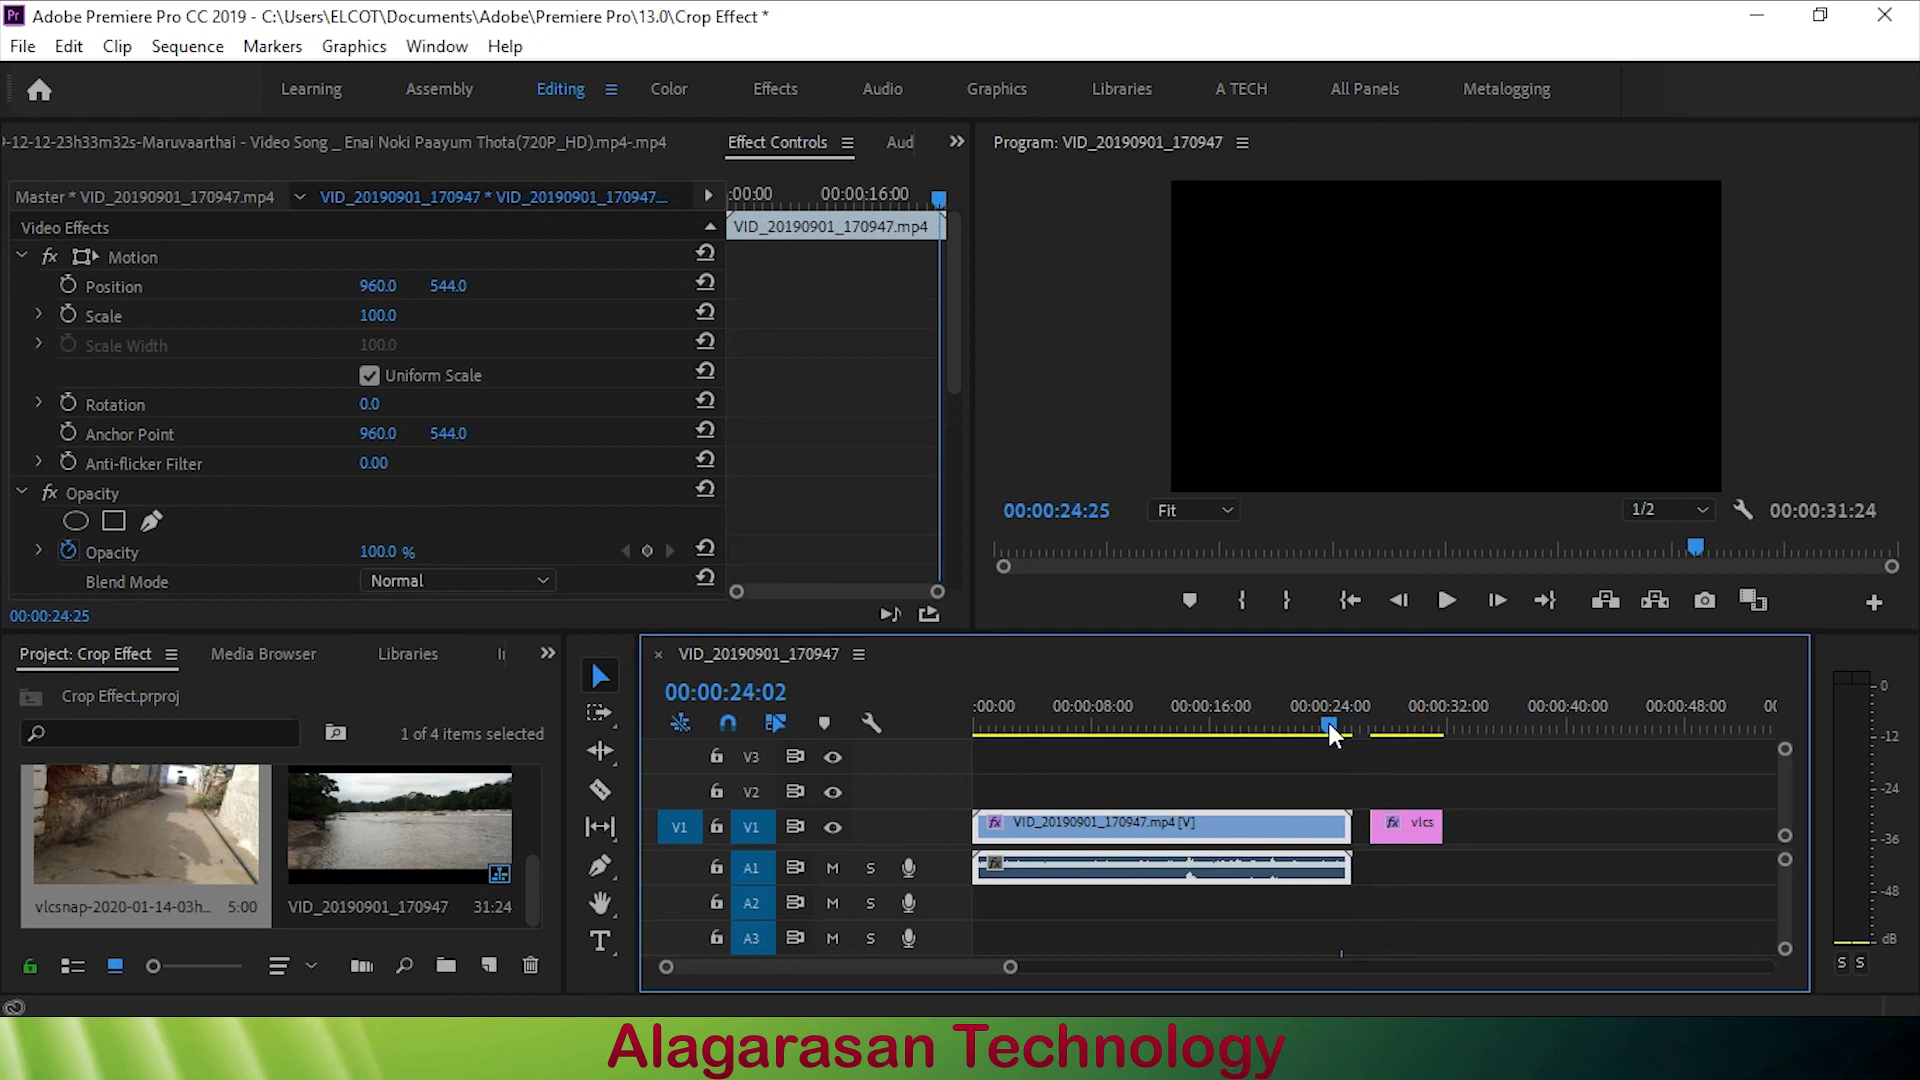 Adobe Premiere Pro CC 2019 - C:\Users\ELCOT\Documents\Adobe\Premiere Pro\13.0\Crop Effect *
File Edit Clip Sequence Markers Graphics Window Help
Learning Assembly Editing Color Effects Audio Graphics Libraries A TECH All Panels Metalogging
-12-12-23h33m32s-Maruvaarthai - Video Song _ Enai Noki Paayum Thota(720P_HD).mp4-.mp4 Effect Controls Aud
Program: VID_20190901_170947
Master * VID_20190901_170947.mp4 VID_20190901_170947 * VID_20190901_170947...
:00:00 00:00:16:00
Video Effects VID_20190901_170947.mp4
fx Motion
Position 960.0 544.0
Scale 100.0
Scale Width 100.0
Uniform Scale
Rotation 0.0
Anchor Point 960.0 544.0
Anti-flicker Filter 0.00
fx Opacity
Opacity 100.0 %
Blend Mode Normal
00:00:24:25
00:00:24:25 Fit 1/2 00:00:31:24
Project: Crop Effect Media Browser Libraries
Crop Effect.prproj
1 of 4 items selected
vlcsnap-2020-01-14-03h... 5:00 VID_20190901_170947 31:24
VID_20190901_170947
00:00:24:02
:00:00 00:00:08:00 00:00:16:00 00:00:24:00 00:00:32:00 00:00:40:00 00:00:48:00 00
V3
V2
V1 V1 fx VID_20190901_170947.mp4 [V] fx vlcs
A1 M S fx
A2 M S
A3 M S
0
-12
-24
-36
-48
dB
S S
Alagarasan Technology